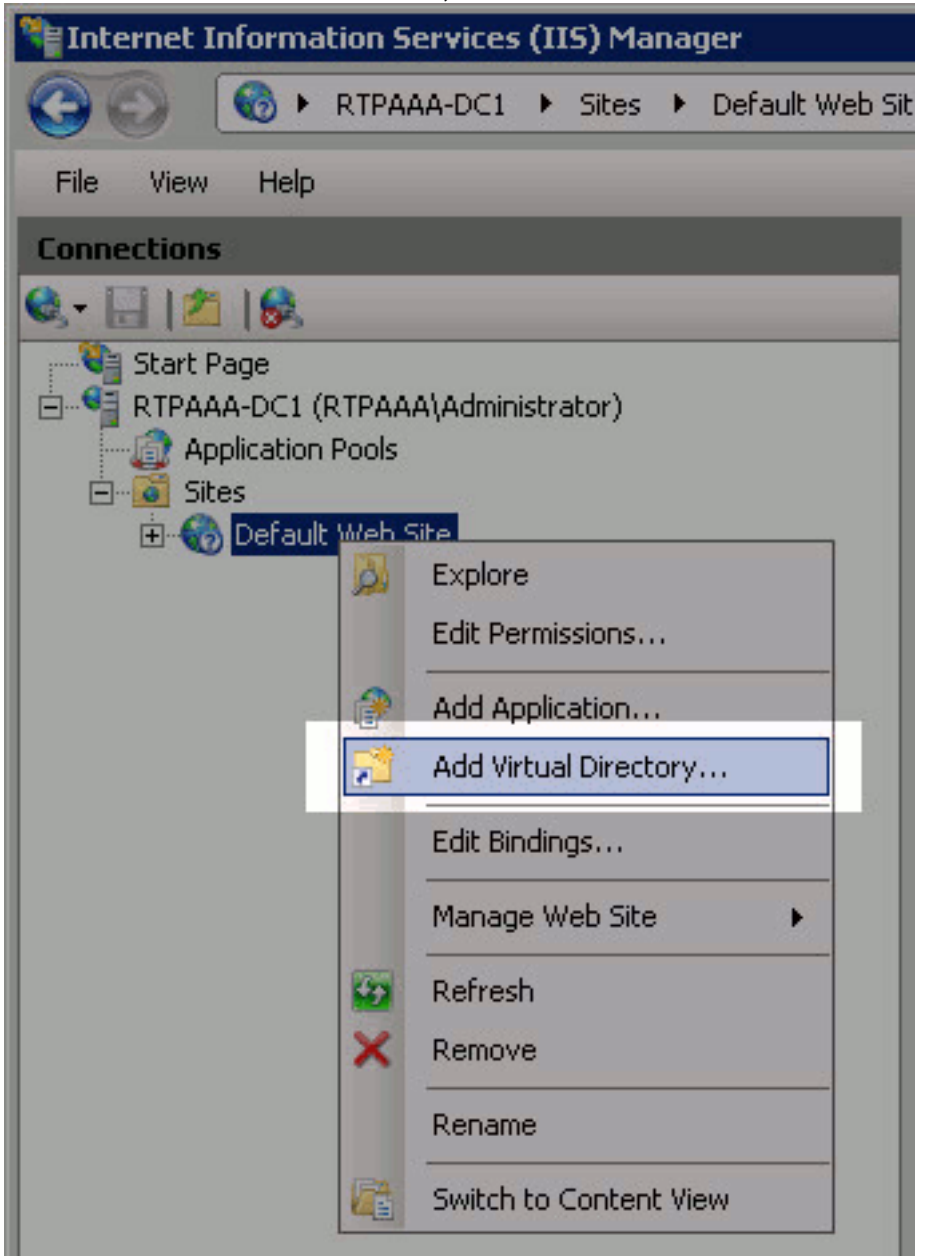 Internet Information Services (IIS) Manager
RTPAAA-DC1 Sites Default Web Sit
File View Help
Connections
Start Page
RTPAAA-DC1 (RTPAAA\Administrator)
Application Pools
Sites
Default Web Site
Explore
Edit Permissions...
Add Application...
Add Virtual Directory...
Edit Bindings...
Manage Web Site
Refresh
Remove
Rename
Switch to Content View